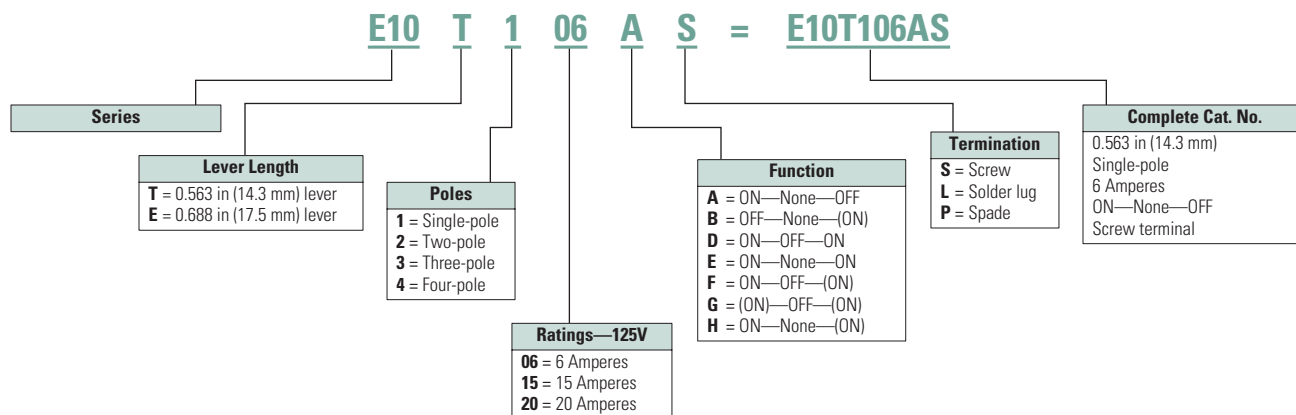 E10 T 1 06 A S = E10T106AS
Series
Lever Length
T = 0.563 in (14.3 mm) lever
E = 0.688 in (17.5 mm) lever
Poles
1 = Single-pole
2 = Two-pole
3 = Three-pole
4 = Four-pole
Ratings—125V
06 = 6 Amperes
15 = 15 Amperes
20 = 20 Amperes
Function
A = ON—None—OFF
B = OFF—None—(ON)
D = ON—OFF—ON
E = ON—None—ON
F = ON—OFF—(ON)
G = (ON)—OFF—(ON)
H = ON—None—(ON)
Termination
S = Screw
L = Solder lug
P = Spade
Complete Cat. No.
0.563 in (14.3 mm)
Single-pole
6 Amperes
ON—None—OFF
Screw terminal